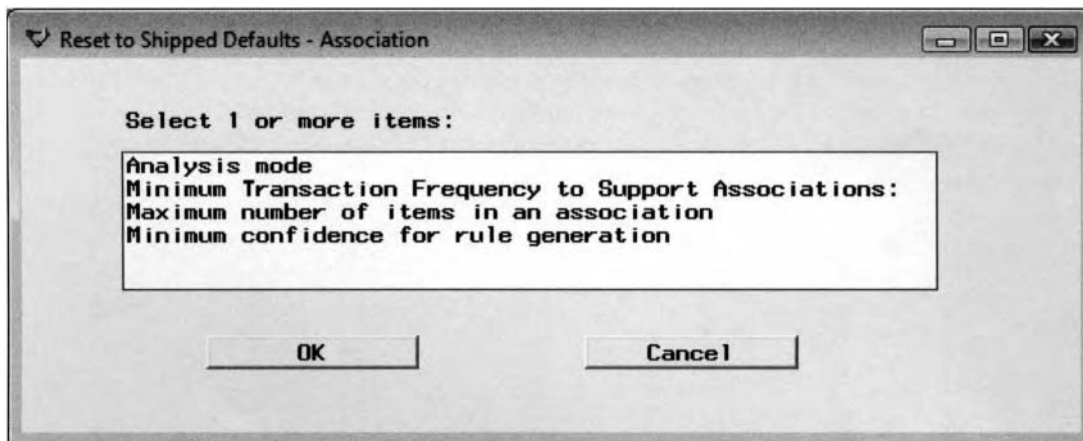 Reset to Shipped Defaults - Association
Select 1 or more items:
Analysis mode
Minimum Transaction Frequency to Support Associations:
Maximum number of items in an association
Minimum confidence for rule generation
OK
Cancel